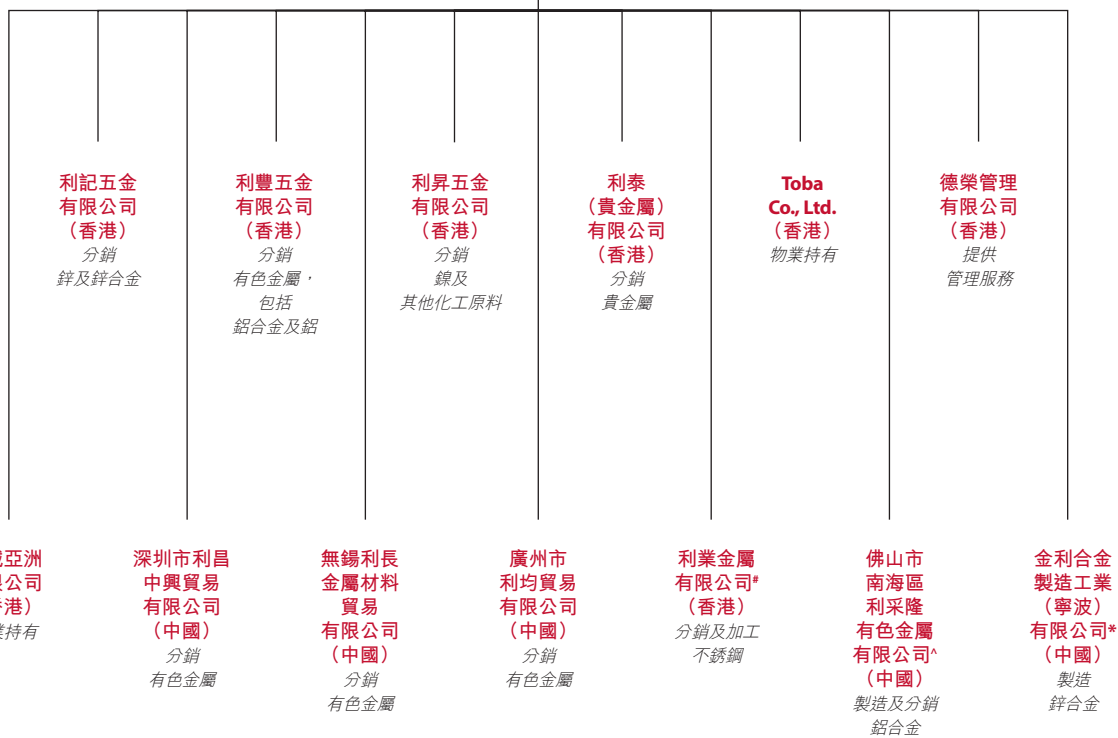 利記五金
有限公司
（香港）
分銷
鋅及鋅合金
利豐五金
有限公司
（香港）
分銷
有色金屬，
包括
鋁合金及鋁
利昇五金
有限公司
（香港）
分銷
鎳及
其他化工原料
利泰
（貴金屬）
有限公司
（香港）
分銷
貴金屬
Toba
Co., Ltd.
（香港）
物業持有
德榮管理
有限公司
（香港）
提供
管理服務
亞洲
公司
港）
業持有
深圳市利昌
中興貿易
有限公司
（中國）
分銷
有色金屬
無錫利長
金屬材料
貿易
有限公司
（中國）
分銷
有色金屬
廣州市
利均貿易
有限公司
（中國）
分銷
有色金屬
利業金屬
有限公司#
（香港）
分銷及加工
不銹鋼
佛山市
南海區
利采隆
有色金屬
有限公司^
（中國）
製造及分銷
鋁合金
金利合金
製造工業
（寧波）
有限公司*
（中國）
製造
鋅合金